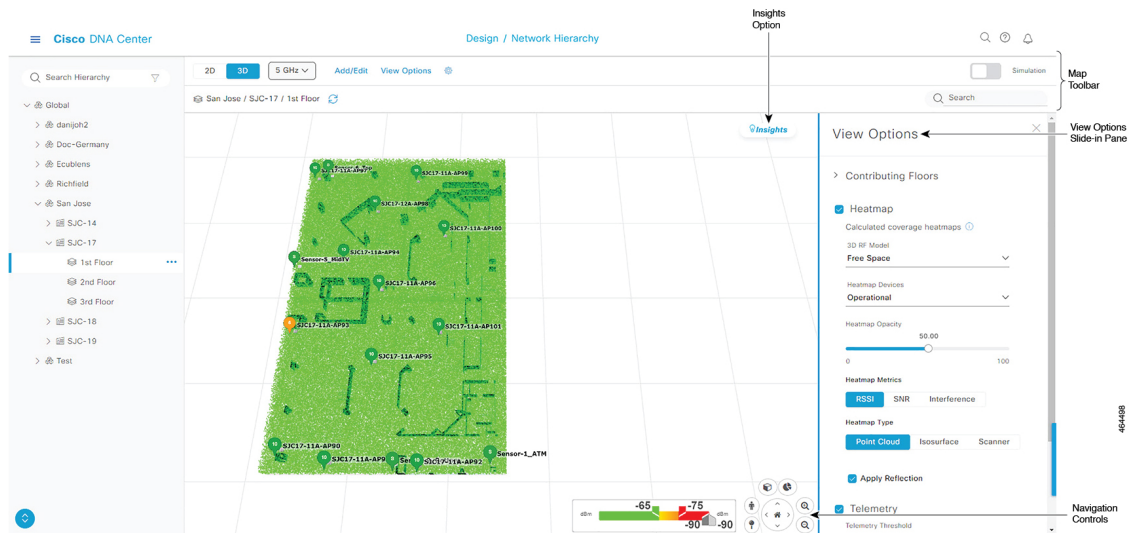 Insights
Option
Cisco DNA Center
Design / Network Hierarchy
Search Hierarchy
2D
3D
5 GHz
Add/Edit
View Options
Simulation
Map
Toolbar
Global
San Jose / SJC-17 / 1st Floor
Search
danijoh2
Doc-Germany
Ecublens
Richfield
San Jose
SJC-14
SJC-17
1st Floor
2nd Floor
3rd Floor
SJC-18
SJC-19
Test
Insights
SJC17-11A-AP99
SJC17-12A-AP98
SJC17-11A-AP100
SJC17-11A-AP94
Sensor-5_MidTV
SJC17-11A-AP96
SJC17-11A-AP93
SJC17-11A-AP101
SJC17-11A-AP95
SJC17-11A-AP90
SJC17-11A-AP9
SJC17-11A-AP92
Sensor-1_ATM
-65
-75
dBm
dBm
-90
-90
View Options
View Options
Slide-in Pane
Contributing Floors
Heatmap
Calculated coverage heatmaps
3D RF Model
Free Space
Heatmap Devices
Operational
Heatmap Opacity
50.00
0
100
Heatmap Metrics
RSSI
SNR
Interference
Heatmap Type
Point Cloud
Isosurface
Scanner
Apply Reflection
Telemetry
Telemetry Threshold
Navigation
Controls
464498